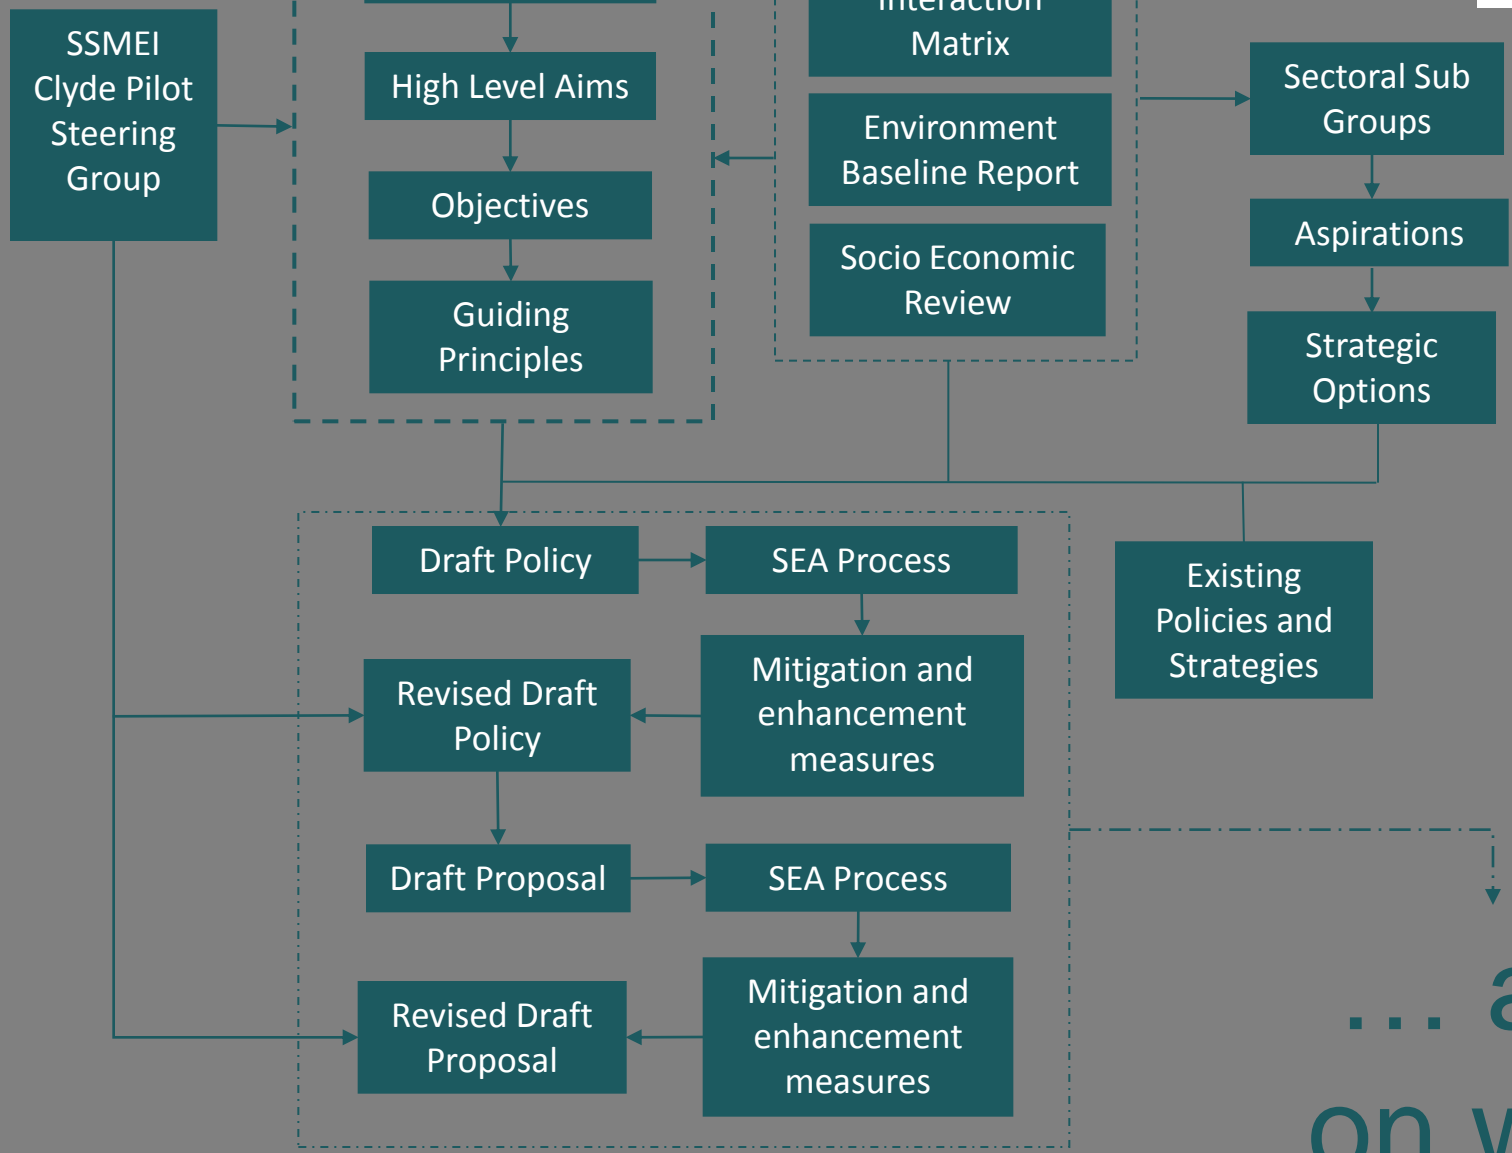 SSMEI
Clyde Pilot
Steering
Group
High Level Aims
Objectives
Guiding
Principles
Interaction
Matrix
Environment
Baseline Report
Socio Economic
Review
Sectoral Sub
Groups
Aspirations
Strategic
Options
Draft Policy
SEA Process
Existing
Policies and
Strategies
Revised Draft
Policy
Mitigation and
enhancement
measures
Draft Proposal
SEA Process
Revised Draft
Proposal
Mitigation and
enhancement
measures
...
on